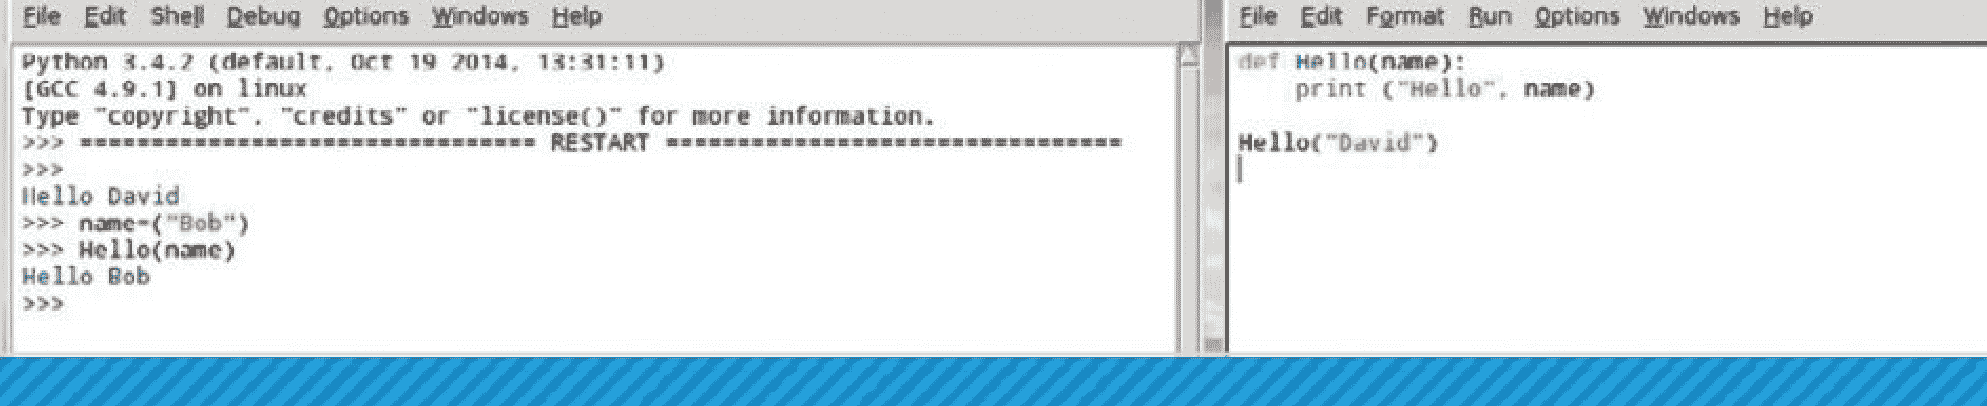 File Edit Shell Debug Options Windows Help
Python 3.4.2 (default, Oct 19 2014, 13:31:11)
[GCC 4.9.1] on linux
Type "copyright", "credits" or "license()" for more information.
>>> ================================ RESTART ================================
>>>
Hello David
>>> name=("Bob")
>>> Hello(name)
Hello Bob
>>>
File Edit Format Run Options Windows Help
def Hello(name):
    print ("Hello", name)
Hello("David")